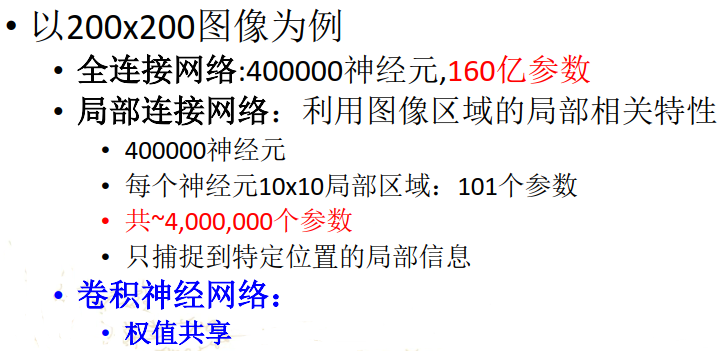 • 以200x200图像为例
• 全连接网络:400000神经元,160亿参数
• 局部连接网络：利用图像区域的局部相关特性
• 400000神经元
• 每个神经元10x10局部区域：101个参数
• 共~4,000,000个参数
• 只捕捉到特定位置的局部信息
• 卷积神经网络：
• 权值共享